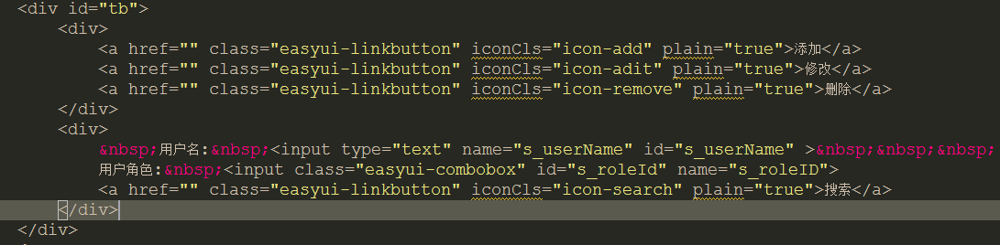 <div id="tb">
<div>
<a href="" class="easyui-linkbutton" iconCls="icon-add" plain="true">添加</a>
<a href="" class="easyui-linkbutton" iconCls="icon-adit" plain="true">修改</a>
<a href="" class="easyui-linkbutton" iconCls="icon-remove" plain="true">删除</a>
</div>
<div>
&nbsp;用户名:&nbsp;<input type="text" name="s_userName" id="s_userName" >&nbsp;&nbsp;&nbsp;
用户角色:&nbsp;<input class="easyui-combobox" id="s_roleId" name="s_roleID">
<a href="" class="easyui-linkbutton" iconCls="icon-search" plain="true">搜索</a>
</div>
</div>